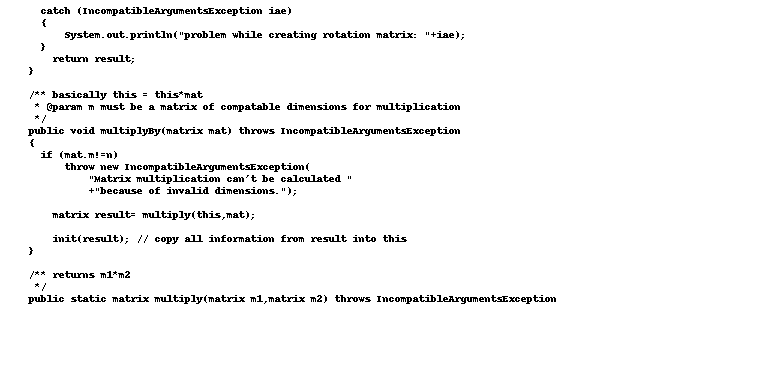 catch (IncompatibleArgumentsException iae)
{
System.out.println("problem while creating rotation matrix: "+iae);
}
return result;
}
/** basically this = this*mat
* @param m must be a matrix of compatable dimensions for multiplication
*/
public void multiplyBy(matrix mat) throws IncompatibleArgumentsException
{
if (mat.m!=n)
throw new IncompatibleArgumentsException(
"Matrix multiplication can't be calculated "
+"because of invalid dimensions.");
matrix result= multiply(this,mat);
init(result); // copy all information from result into this
}
/** returns m1*m2
*/
public static matrix multiply(matrix m1,matrix m2) throws IncompatibleArgumentsException